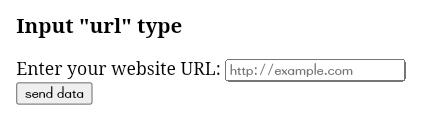 Input "url" type
Enter your website URL: http://example.com
send data